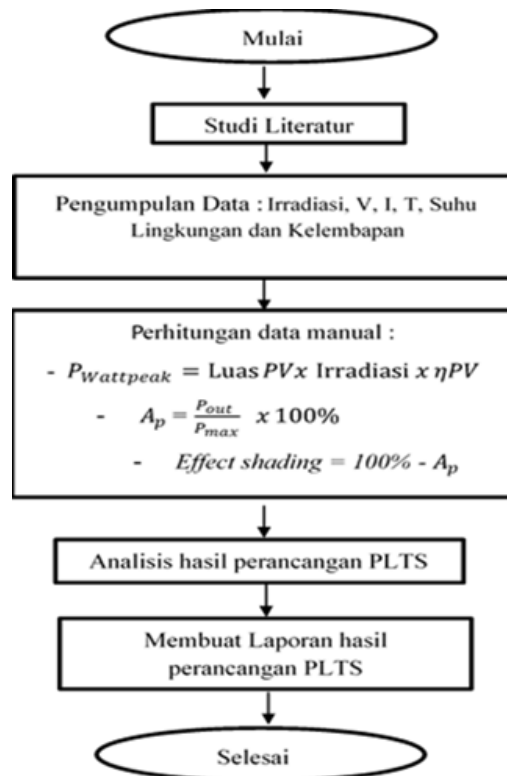 Mulai
Studi Literatur
Pengumpulan Data : Irradiasi, V, I, T, Suhu
Lingkungan dan Kelembapan
Perhitungan data manual :
- P_Wattpeak = Luas PVx Irradiasi x ηPV
- A_p = P_out/P_max x 100%
- Effect shading = 100% - A_p
Analisis hasil perancangan PLTS
Membuat Laporan hasil
perancangan PLTS
Selesai